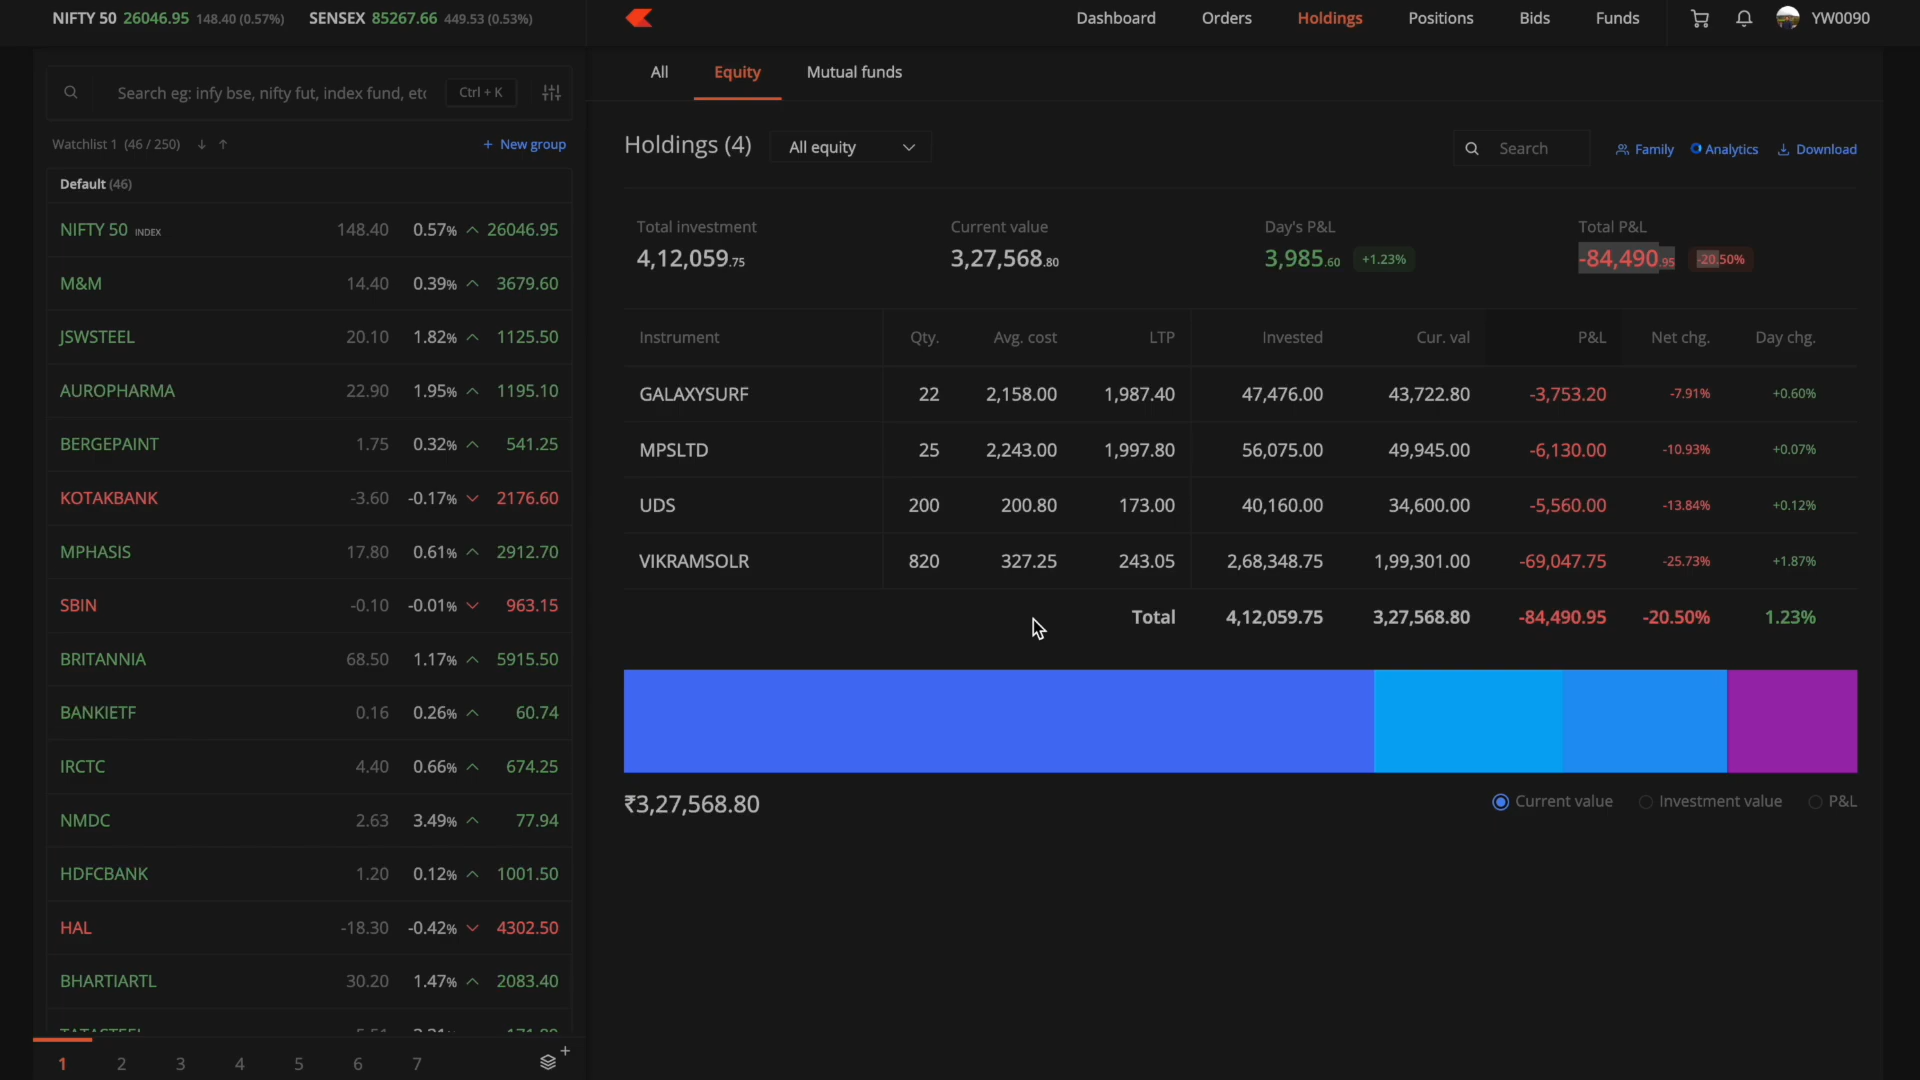 NIFTY 50 26046.95 148.40 (0.57%) SENSEX 85267.66 449.53 (0.53%)
Dashboard Orders Holdings Positions Bids Funds YW0090
Search eg: infy bse, nifty fut, index fund, etc Ctrl + K
Watchlist 1 (46 / 250) ↓ ↑ + New group
Default (46)
NIFTY 50 INDEX 148.40 0.57% 26046.95
M&M 14.40 0.39% 3679.60
JSWSTEEL 20.10 1.82% 1125.50
AUROPHARMA 22.90 1.95% 1195.10
BERGEPAINT 1.75 0.32% 541.25
KOTAKBANK -3.60 -0.17% 2176.60
MPHASIS 17.80 0.61% 2912.70
SBIN -0.10 -0.01% 963.15
BRITANNIA 68.50 1.17% 5915.50
BANKIETF 0.16 0.26% 60.74
IRCTC 4.40 0.66% 674.25
NMDC 2.63 3.49% 77.94
HDFCBANK 1.20 0.12% 1001.50
HAL -18.30 -0.42% 4302.50
BHARTIARTL 30.20 1.47% 2083.40
1 2 3 4 5 6 7
All Equity Mutual funds
Holdings (4) All equity Search Family Analytics Download
Total investment Current value Day's P&L Total P&L
4,12,059.75 3,27,568.80 3,985.60 +1.23% -84,490.95 -20.50%
Instrument Qty. Avg. cost LTP Invested Cur. val P&L Net chg. Day chg.
GALAXYSURF 22 2,158.00 1,987.40 47,476.00 43,722.80 -3,753.20 -7.91% +0.60%
MPSLTD 25 2,243.00 1,997.80 56,075.00 49,945.00 -6,130.00 -10.93% +0.07%
UDS 200 200.80 173.00 40,160.00 34,600.00 -5,560.00 -13.84% +0.12%
VIKRAMSOLR 820 327.25 243.05 2,68,348.75 1,99,301.00 -69,047.75 -25.73% +1.87%
Total 4,12,059.75 3,27,568.80 -84,490.95 -20.50% 1.23%
₹3,27,568.80 Current value Investment value P&L